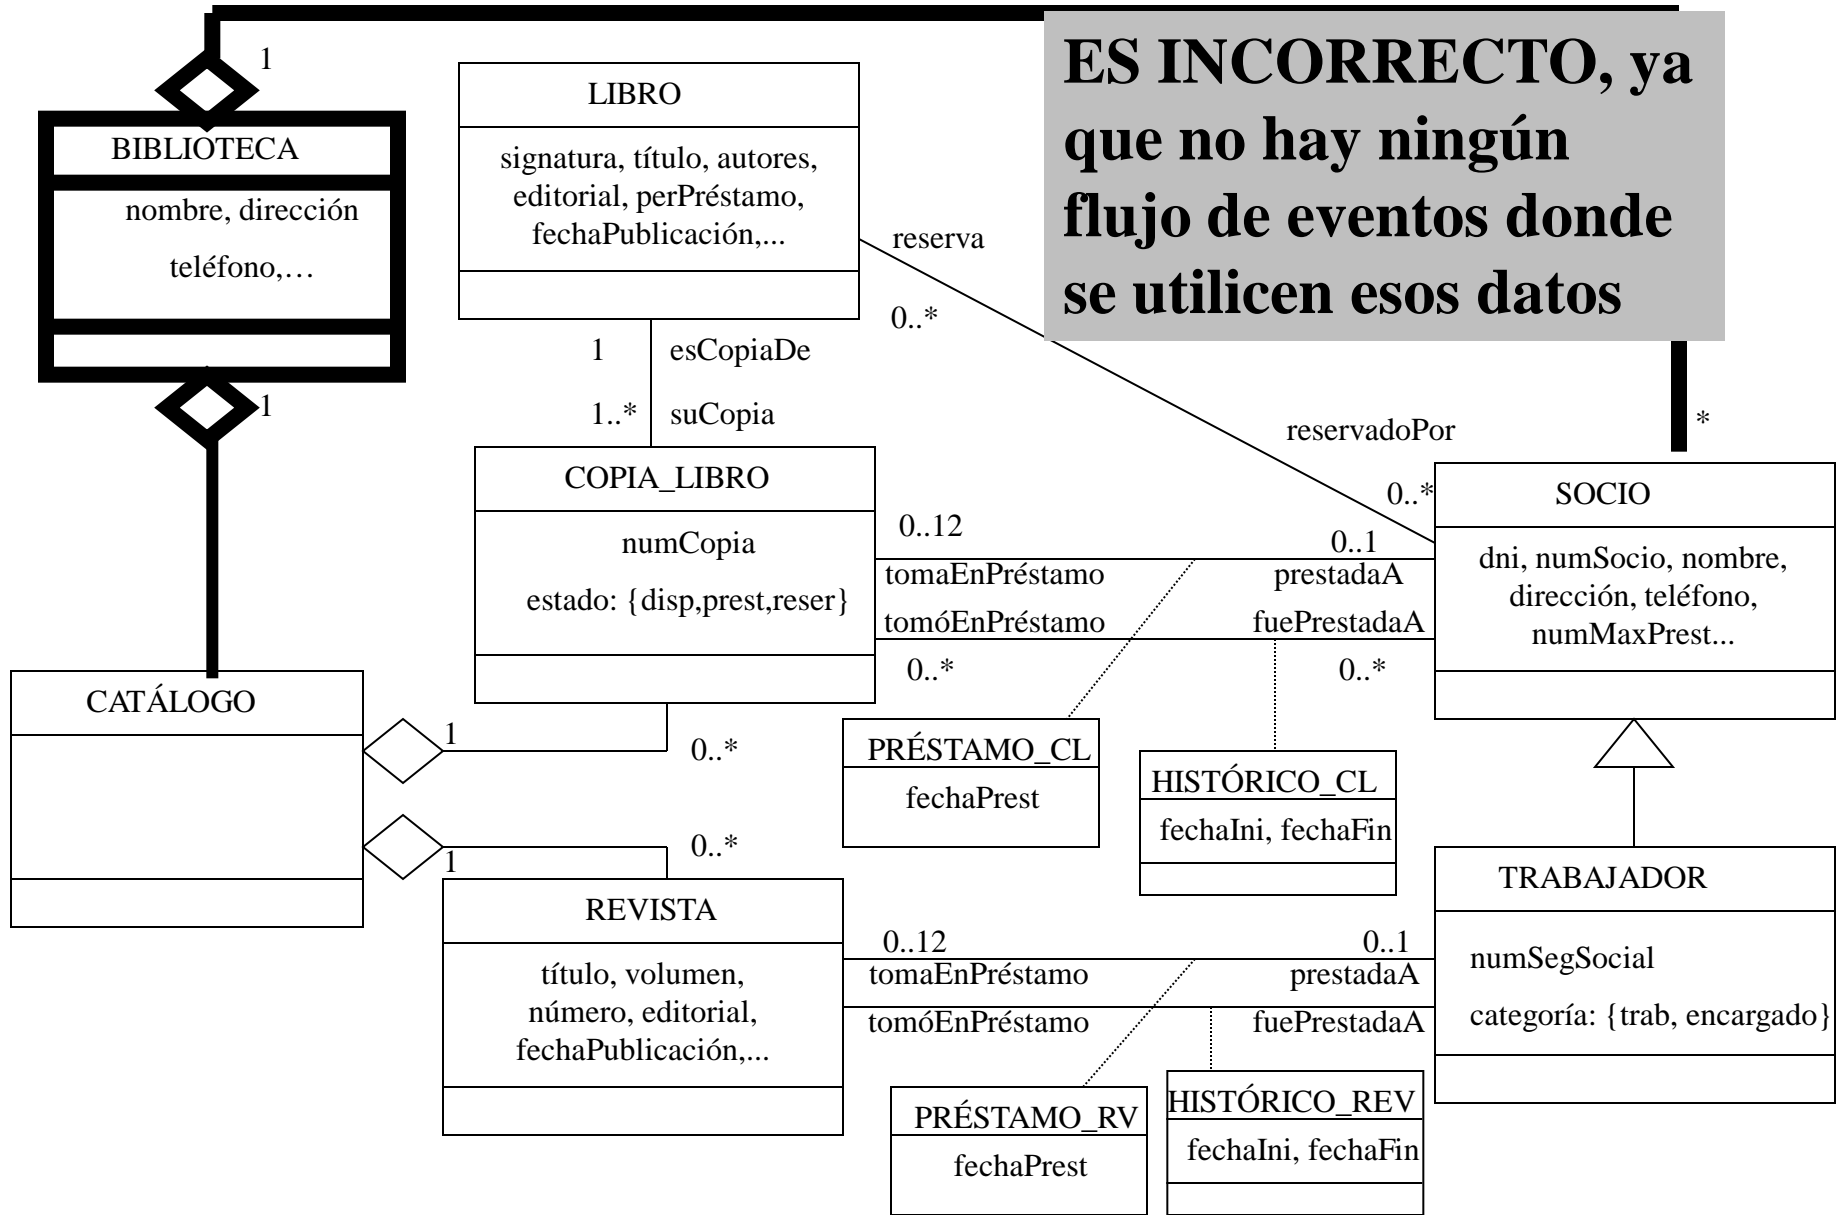 1
BIBLIOTECA
nombre, dirección
teléfono,…
1
LIBRO
signatura, título, autores,
editorial, perPréstamo,
fechaPublicación,...
ES INCORRECTO, ya
que no hay ningún
flujo de eventos donde
se utilicen esos datos
reserva
0..*
1
esCopiaDe
1..*
suCopia
reservadoPor
0..*
*
COPIA_LIBRO
numCopia
estado: {disp,prest,reser}
0..12
0..1
tomaEnPréstamo
prestadaA
tomóEnPréstamo
fuePrestadaA
0..*
0..*
SOCIO
dni, numSocio, nombre,
dirección, teléfono,
numMaxPrest...
CATÁLOGO
1
0..*
1
0..*
PRÉSTAMO_CL
fechaPrest
HISTÓRICO_CL
fechaIni, fechaFin
REVISTA
título, volumen,
número, editorial,
fechaPublicación,...
0..12
0..1
tomaEnPréstamo
prestadaA
tomóEnPréstamo
fuePrestadaA
TRABAJADOR
numSegSocial
categoría: {trab, encargado}
PRÉSTAMO_RV
fechaPrest
HISTÓRICO_REV
fechaIni, fechaFin